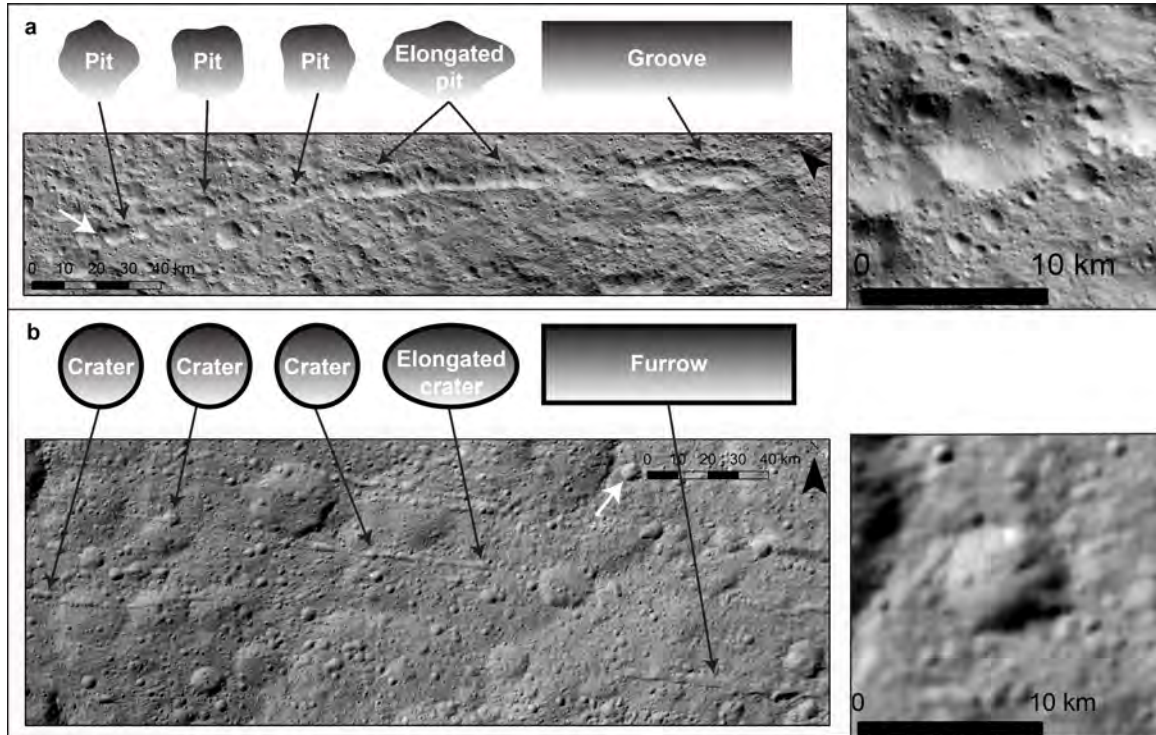 a
Pit
Pit
Pit
Elongated
pit
Groove
0 10 20 30 40 km
0 10 km
b
Crater
Crater
Crater
Elongated
crater
Furrow
0 10 20 30 40 km
0 10 km